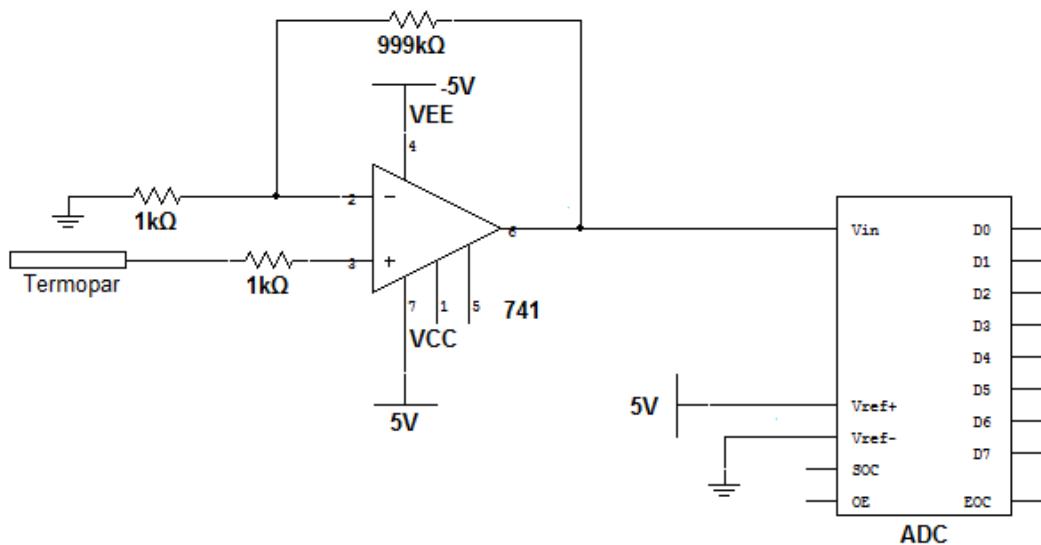 999kΩ
-5V
VEE
4
2
1kΩ
6
3
1kΩ
Termopar
7
1
5
741
VCC
5V
Vin
D0
D1
D2
D3
D4
D5
5V
Vref+
D6
Vref-
D7
SOC
OE
EOC
ADC